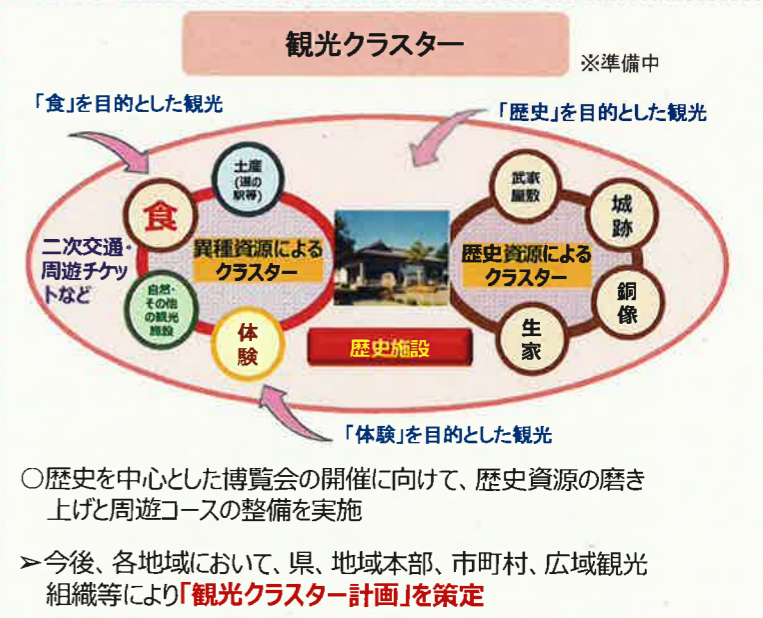 観光クラスター
※準備中
「食」を目的とした観光
「歴史」を目的とした観光
土産
(道の
駅等)
武家
屋敷
食
城
跡
二次交通・
周遊チケッ
トなど
異種資源による
クラスター
歴史資源による
クラスター
自然・
その他
の観光
施設
銅
像
体
験
歴史施設
生
家
「体験」を目的とした観光
○歴史を中心とした博覧会の開催に向けて、歴史資源の磨き
上げと周遊コースの整備を実施
➢今後、各地域において、県、地域本部、市町村、広域観光
組織等により「観光クラスター計画」を策定